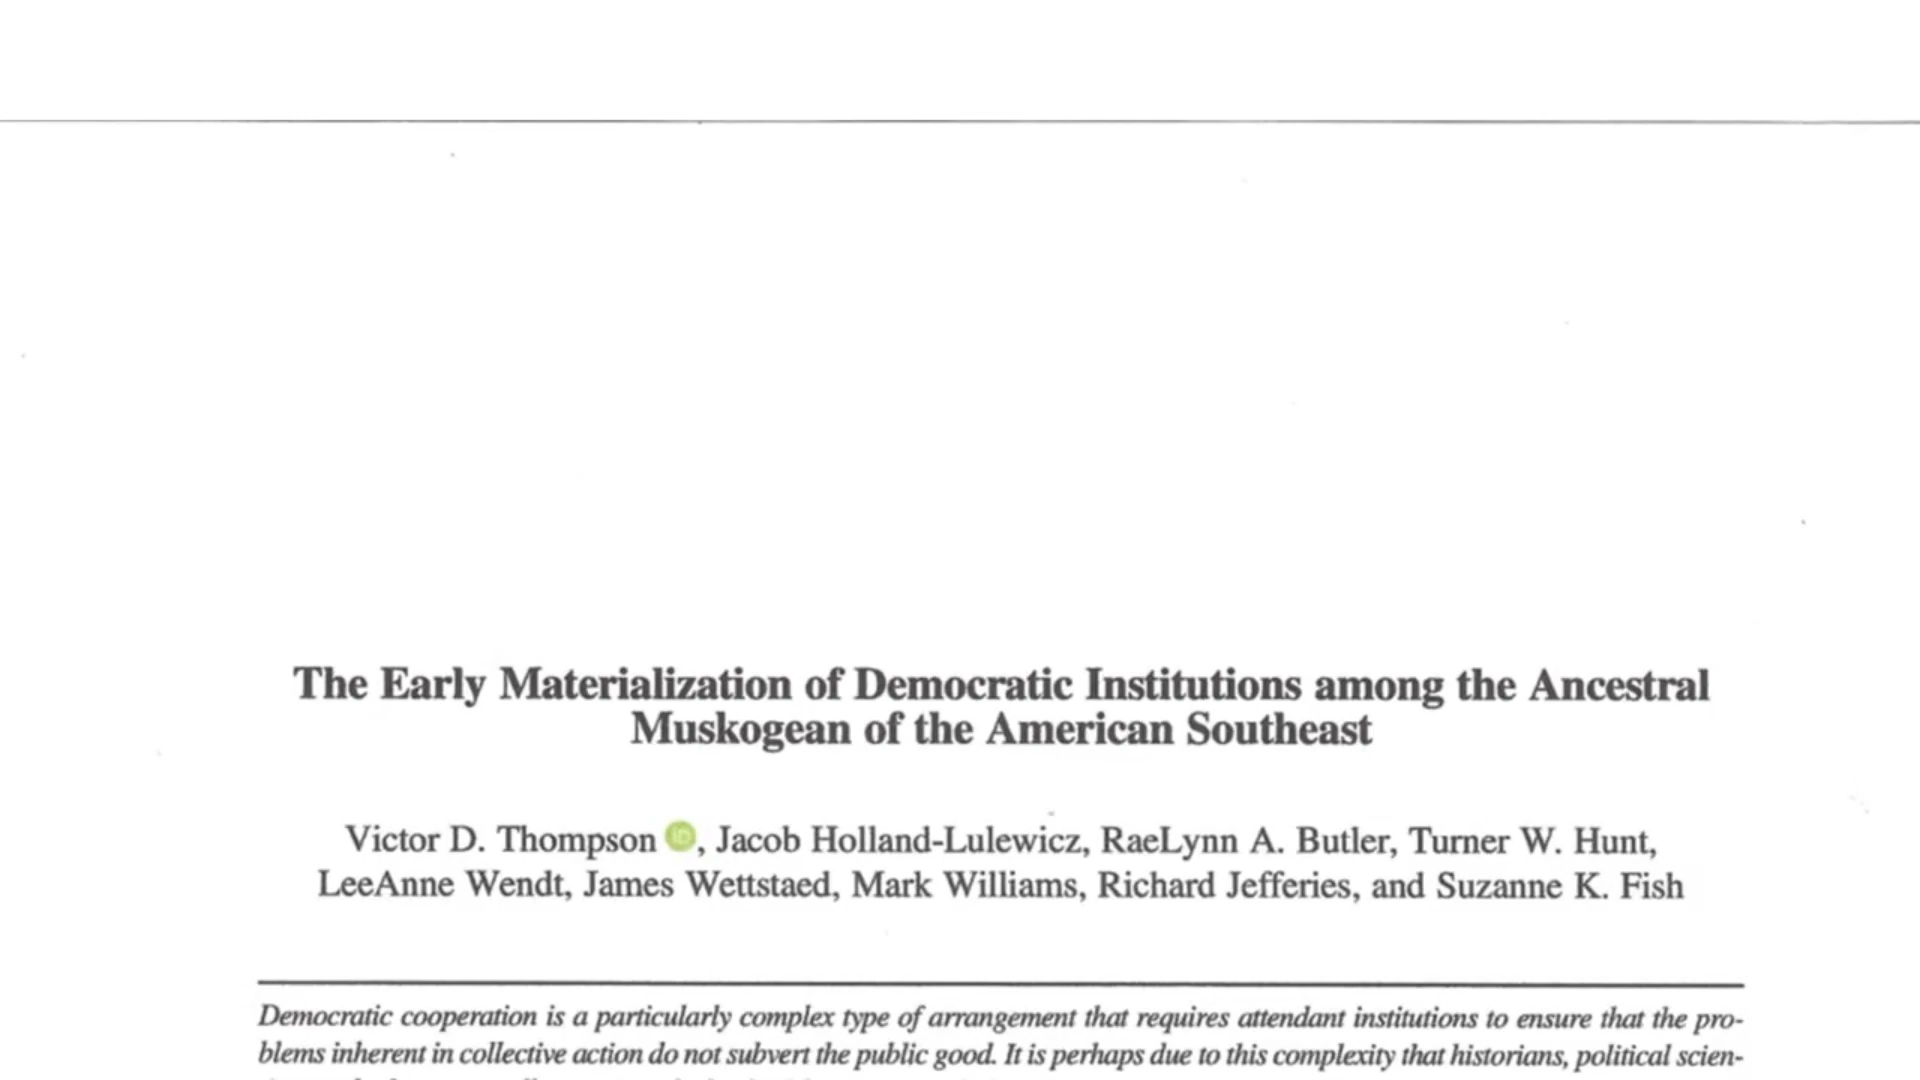 The Early Materialization of Democratic Institutions among the Ancestral
Muskogean of the American Southeast
Victor D. Thompson iD, Jacob Holland-Lulewicz, RaeLynn A. Butler, Turner W. Hunt,
LeeAnne Wendt, James Wettstaed, Mark Williams, Richard Jefferies, and Suzanne K. Fish
Democratic cooperation is a particularly complex type of arrangement that requires attendant institutions to ensure that the pro-
blems inherent in collective action do not subvert the public good. It is perhaps due to this complexity that historians, political scien-